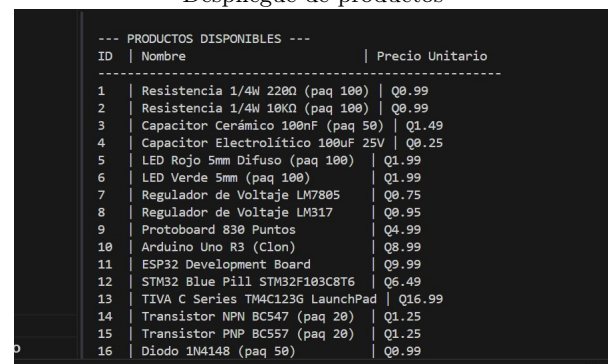 Despliegue de productos
--- PRODUCTOS DISPONIBLES ---
ID | Nombre | Precio Unitario
----------------------------------------------------
1 | Resistencia 1/4W 220Ω (paq 100) | Q0.99
2 | Resistencia 1/4W 10KΩ (paq 100) | Q0.99
3 | Capacitor Cerámico 100nF (paq 50) | Q1.49
4 | Capacitor Electrolítico 100uF 25V | Q0.25
5 | LED Rojo 5mm Difuso (paq 100) | Q1.99
6 | LED Verde 5mm (paq 100) | Q1.99
7 | Regulador de Voltaje LM7805 | Q0.75
8 | Regulador de Voltaje LM317 | Q0.95
9 | Protoboard 830 Puntos | Q4.99
10 | Arduino Uno R3 (Clon) | Q8.99
11 | ESP32 Development Board | Q9.99
12 | STM32 Blue Pill STM32F103C8T6 | Q6.49
13 | TIVA C Series TM4C123G LaunchPad | Q16.99
14 | Transistor NPN BC547 (paq 20) | Q1.25
15 | Transistor PNP BC557 (paq 20) | Q1.25
16 | Diodo 1N4148 (paq 50) | Q0.99